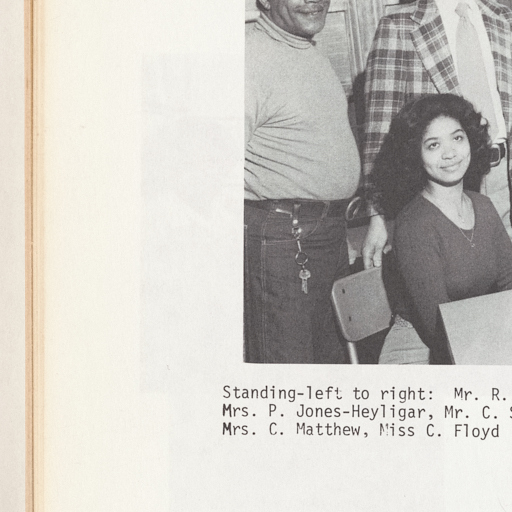 Standing-left to right: Mr. R.
Mrs. P. Jones-Heyligar, Mr. C. S
Mrs. C. Matthew, Miss C. Floyd